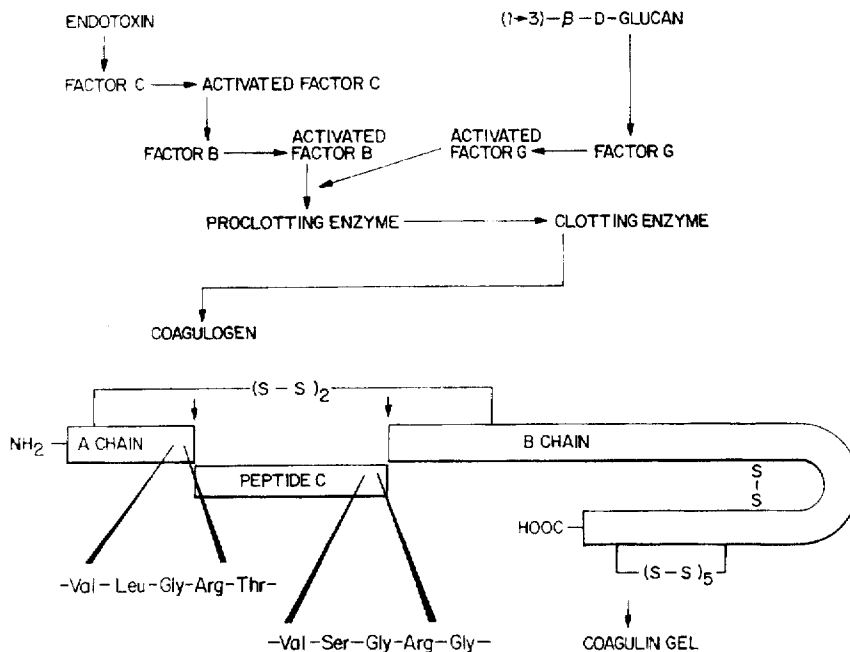 ENDOTOXIN
(1→3)–β–D–GLUCAN
FACTOR C → ACTIVATED FACTOR C
FACTOR B → ACTIVATED FACTOR B
ACTIVATED FACTOR G ← FACTOR G
PROCLOTTING ENZYME → CLOTTING ENZYME
COAGULOGEN
(S – S)2
NH2– A CHAIN
B CHAIN
PEPTIDE C
S
S
HOOC–
–(S–S)5
–Val–Leu–Gly–Arg–Thr–
–Val–Ser–Gly–Arg–Gly–
COAGULIN GEL